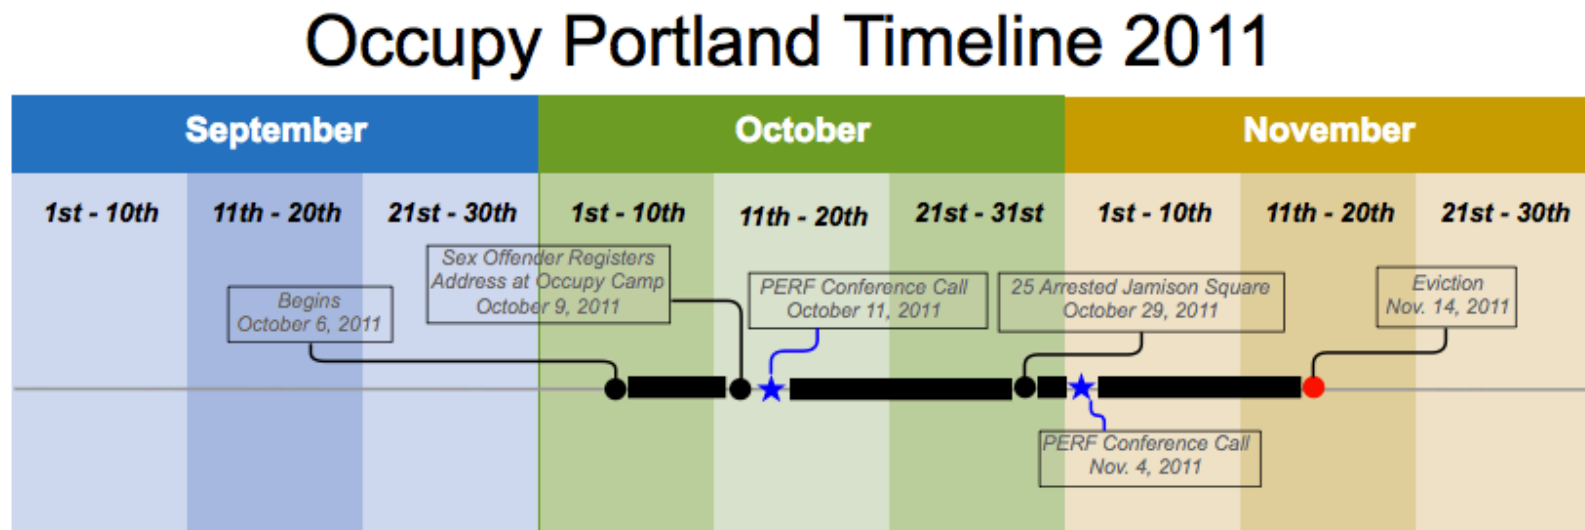 Occupy Portland Timeline 2011
September
October
November
1st - 10th
11th - 20th
21st - 30th
1st - 10th
11th - 20th
21st - 31st
1st - 10th
11th - 20th
21st - 30th
Begins
October 6, 2011
Sex Offender Registers
Address at Occupy Camp
October 9, 2011
PERF Conference Call
October 11, 2011
25 Arrested Jamison Square
October 29, 2011
Eviction
Nov. 14, 2011
PERF Conference Call
Nov. 4, 2011